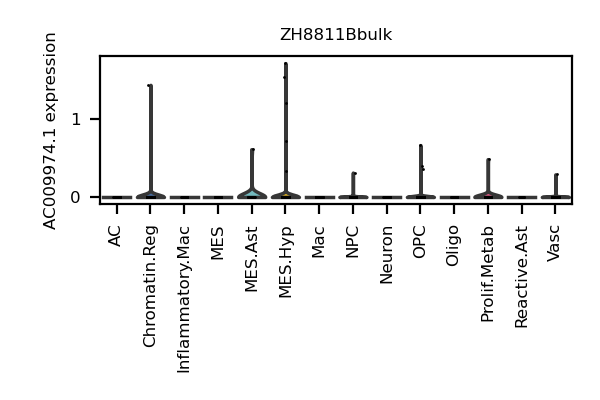 ZH8811Bbulk
AC009974.1 expression
1
0
AC
Chromatin.Reg
Inflammatory.Mac
MES
MES.Ast
MES.Hyp
Mac
NPC
Neuron
OPC
Oligo
Prolif.Metab
Reactive.Ast
Vasc